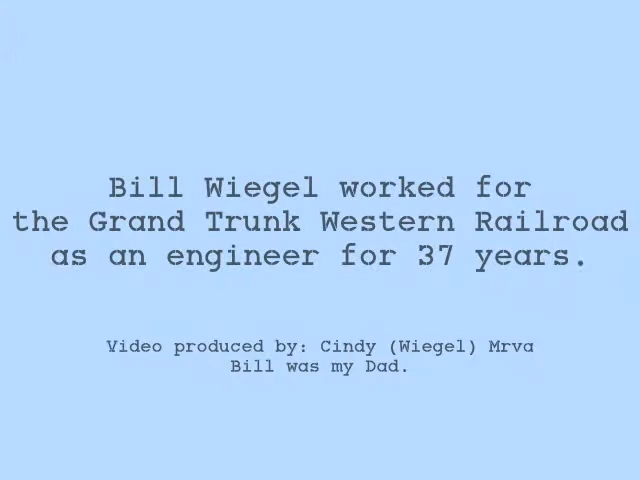 Bill Wiegel worked for
the Grand Trunk Western Railroad
as an engineer for 37 years.
Video produced by: Cindy (Wiegel) Mrva
Bill was my Dad.